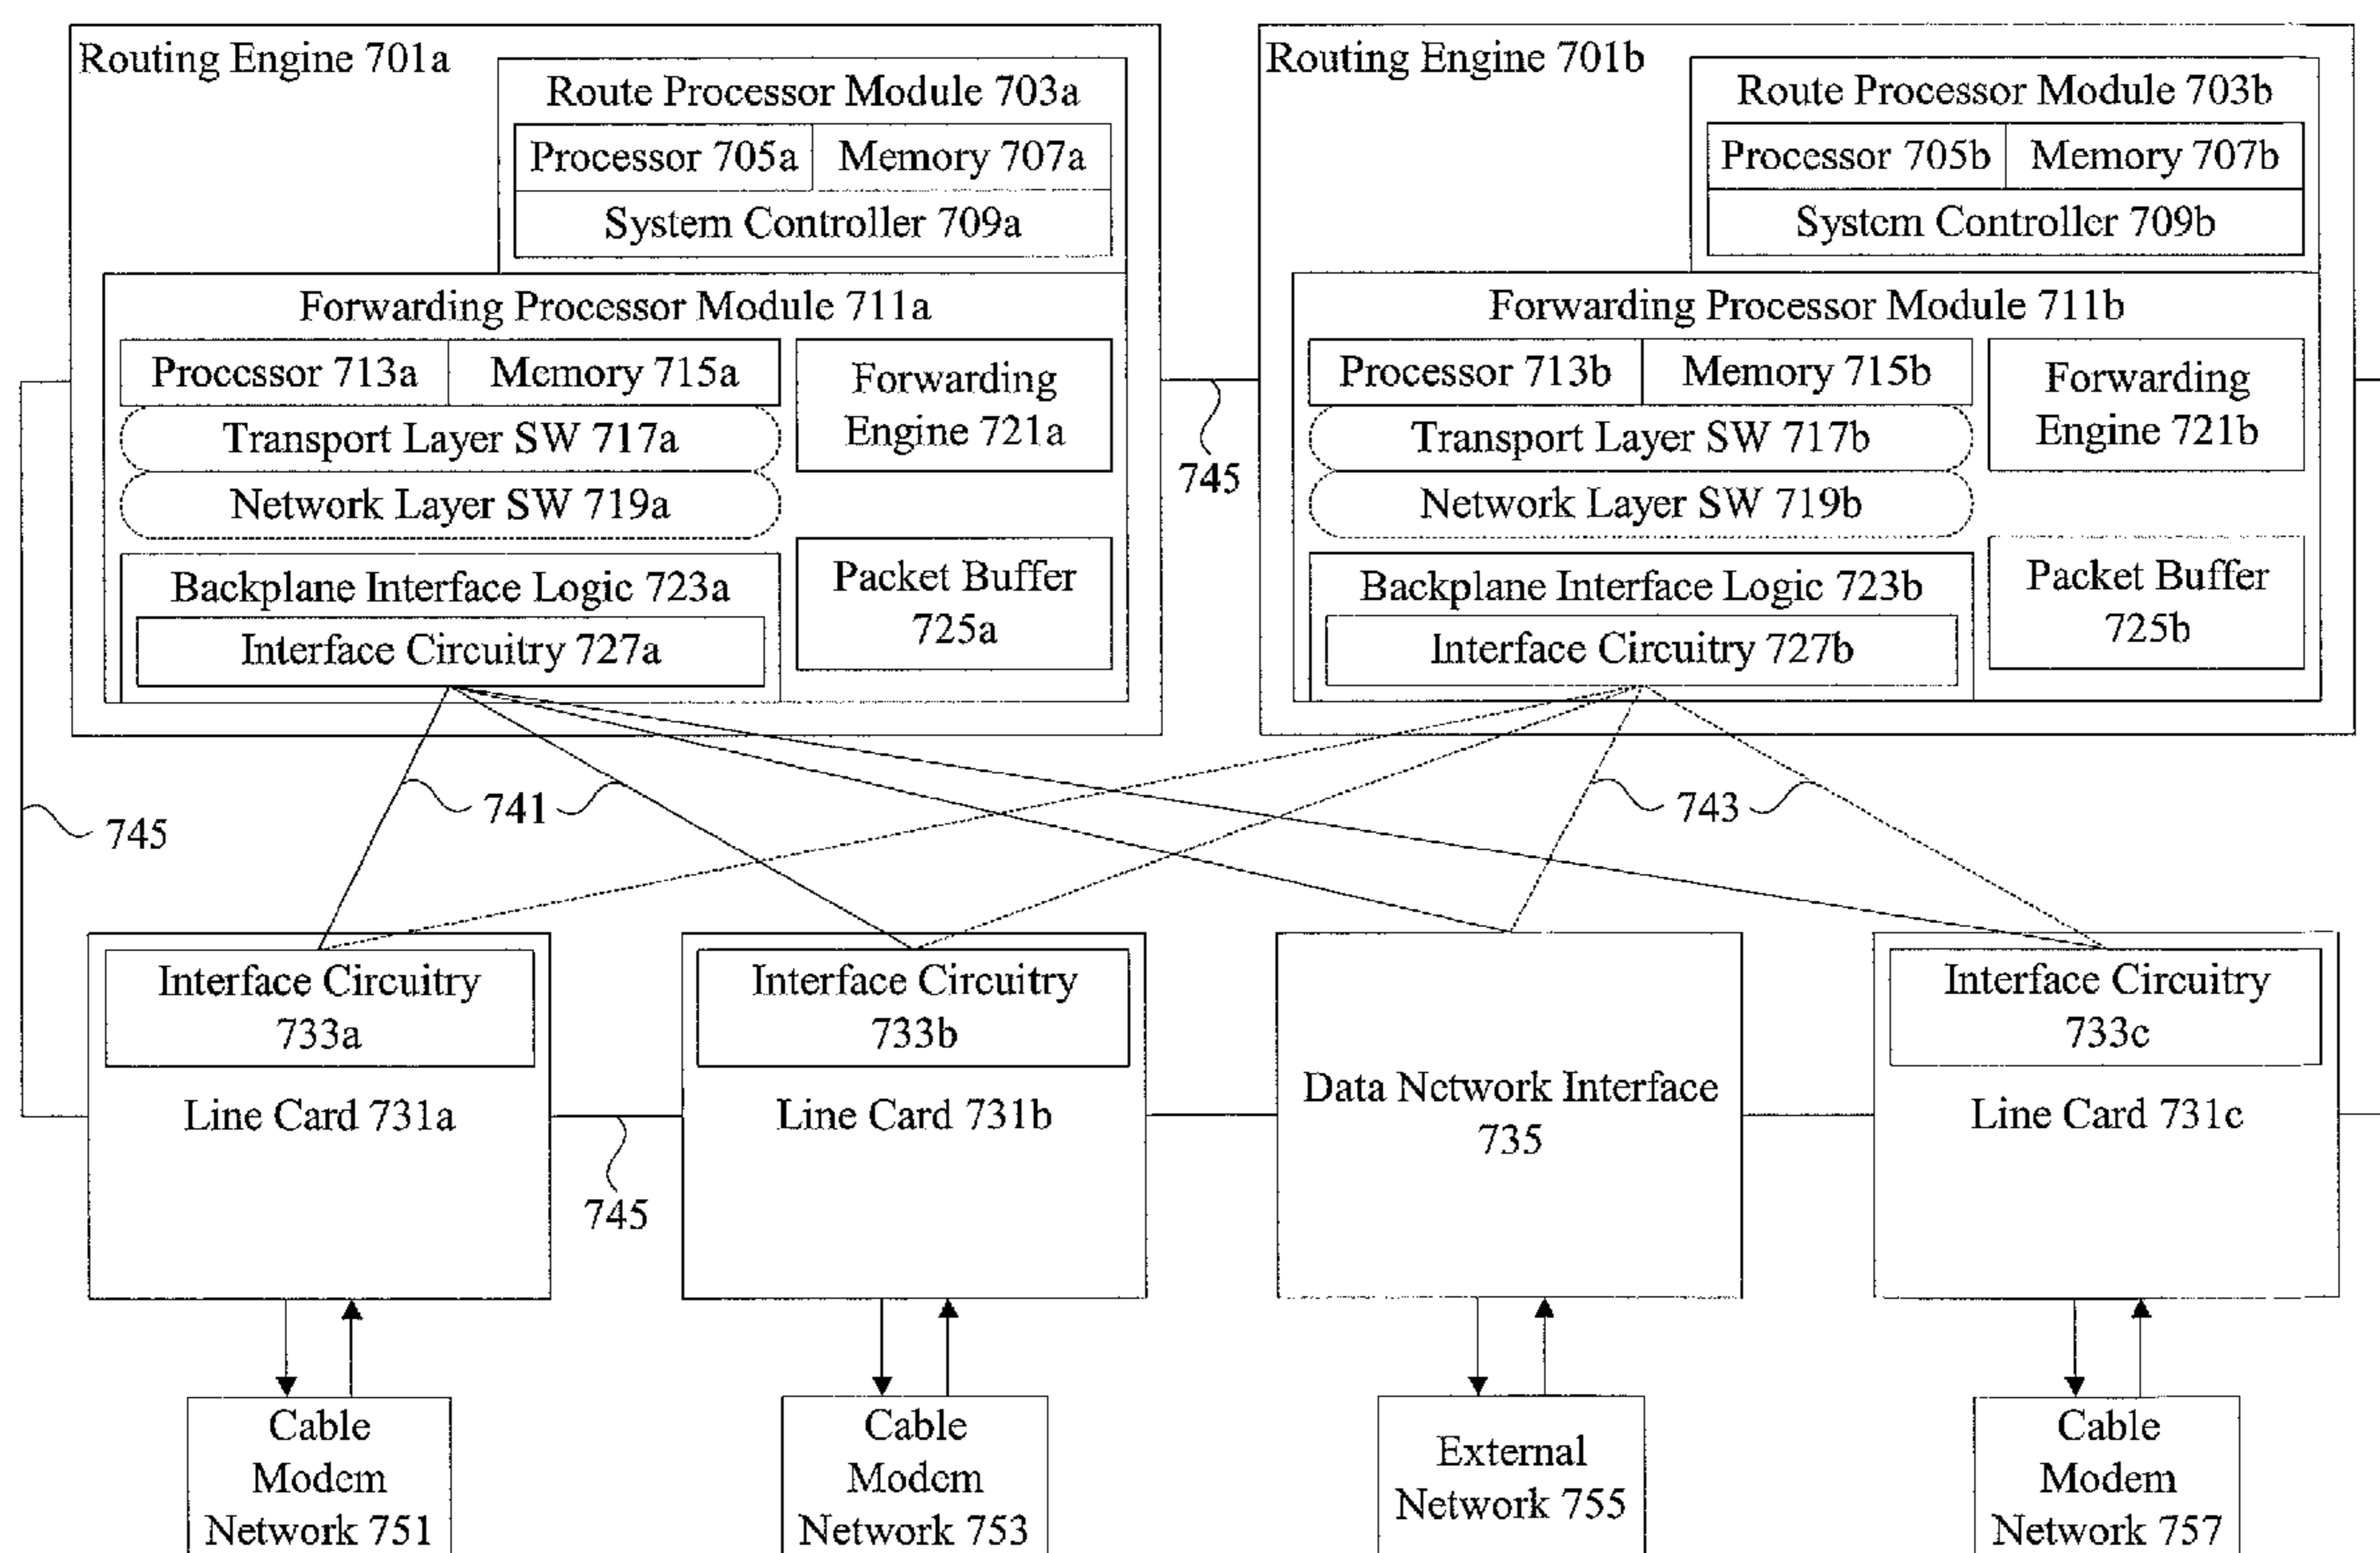 Routing Engine 701a
Route Processor Module 703a
Processor 705a
Memory 707a
System Controller 709a
Forwarding Processor Module 711a
Processor 713a
Memory 715a
Transport Layer SW 717a
Network Layer SW 719a
Forwarding
Engine 721a
Backplane Interface Logic 723a
Interface Circuitry 727a
Packet Buffer
725a
745
Routing Engine 701b
Route Processor Module 703b
Processor 705b
Memory 707b
System Controller 709b
Forwarding Processor Module 711b
Processor 713b
Memory 715b
Transport Layer SW 717b
Network Layer SW 719b
Forwarding
Engine 721b
Backplane Interface Logic 723b
Interface Circuitry 727b
Packet Buffer
725b
745
741
743
Interface Circuitry
733a
Line Card 731a
745
Interface Circuitry
733b
Line Card 731b
Data Network Interface
735
Interface Circuitry
733c
Line Card 731c
Cable
Modem
Network 751
Cable
Modem
Network 753
External
Network 755
Cable
Modem
Network 757